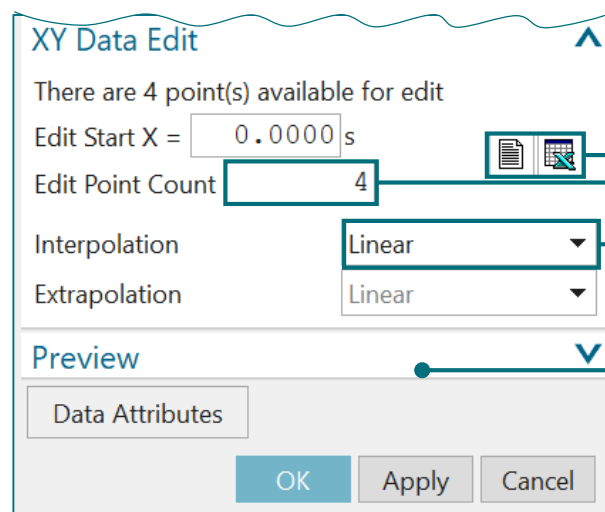 XY Data Edit
There are 4 point(s) available for edit
Edit Start X = 0.0000 s
Edit Point Count 4
Interpolation Linear
Extrapolation Linear
Preview
Data Attributes
OK Apply Cancel